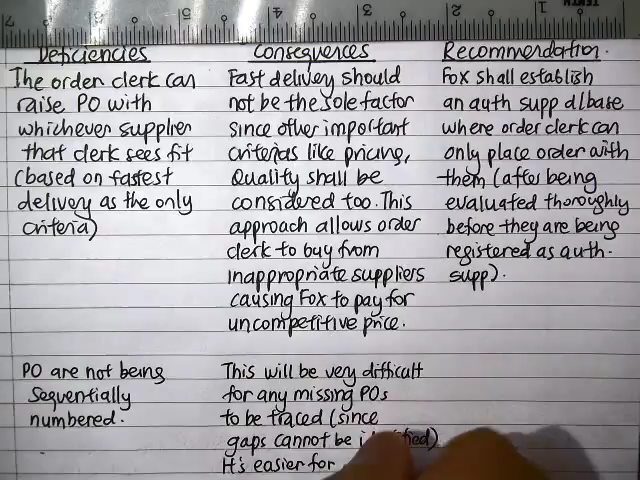 Deficiencies
The order clerk can
raise PO with
whichever supplier
that clerk sees fit
(based on fastest
delivery as the only
criteria)
PO are not being
sequentially
numbered.
Consequences
Fast delivery should
not be the sole factor
since other important
criterias like pricing,
quality shall be
considered too. This
approach allows order
clerk to buy from
inappropriate suppliers
causing Fox to pay for
uncompetitive price.
This will be very difficult
for any missing POs
to be traced (since
gaps cannot be
It's easier for
Recommendation.
Fox shall establish
an auth supp d/base
where order clerk can
only place order with
them (after being
evaluated thoroughly
before they are being
registered as auth.
supp).